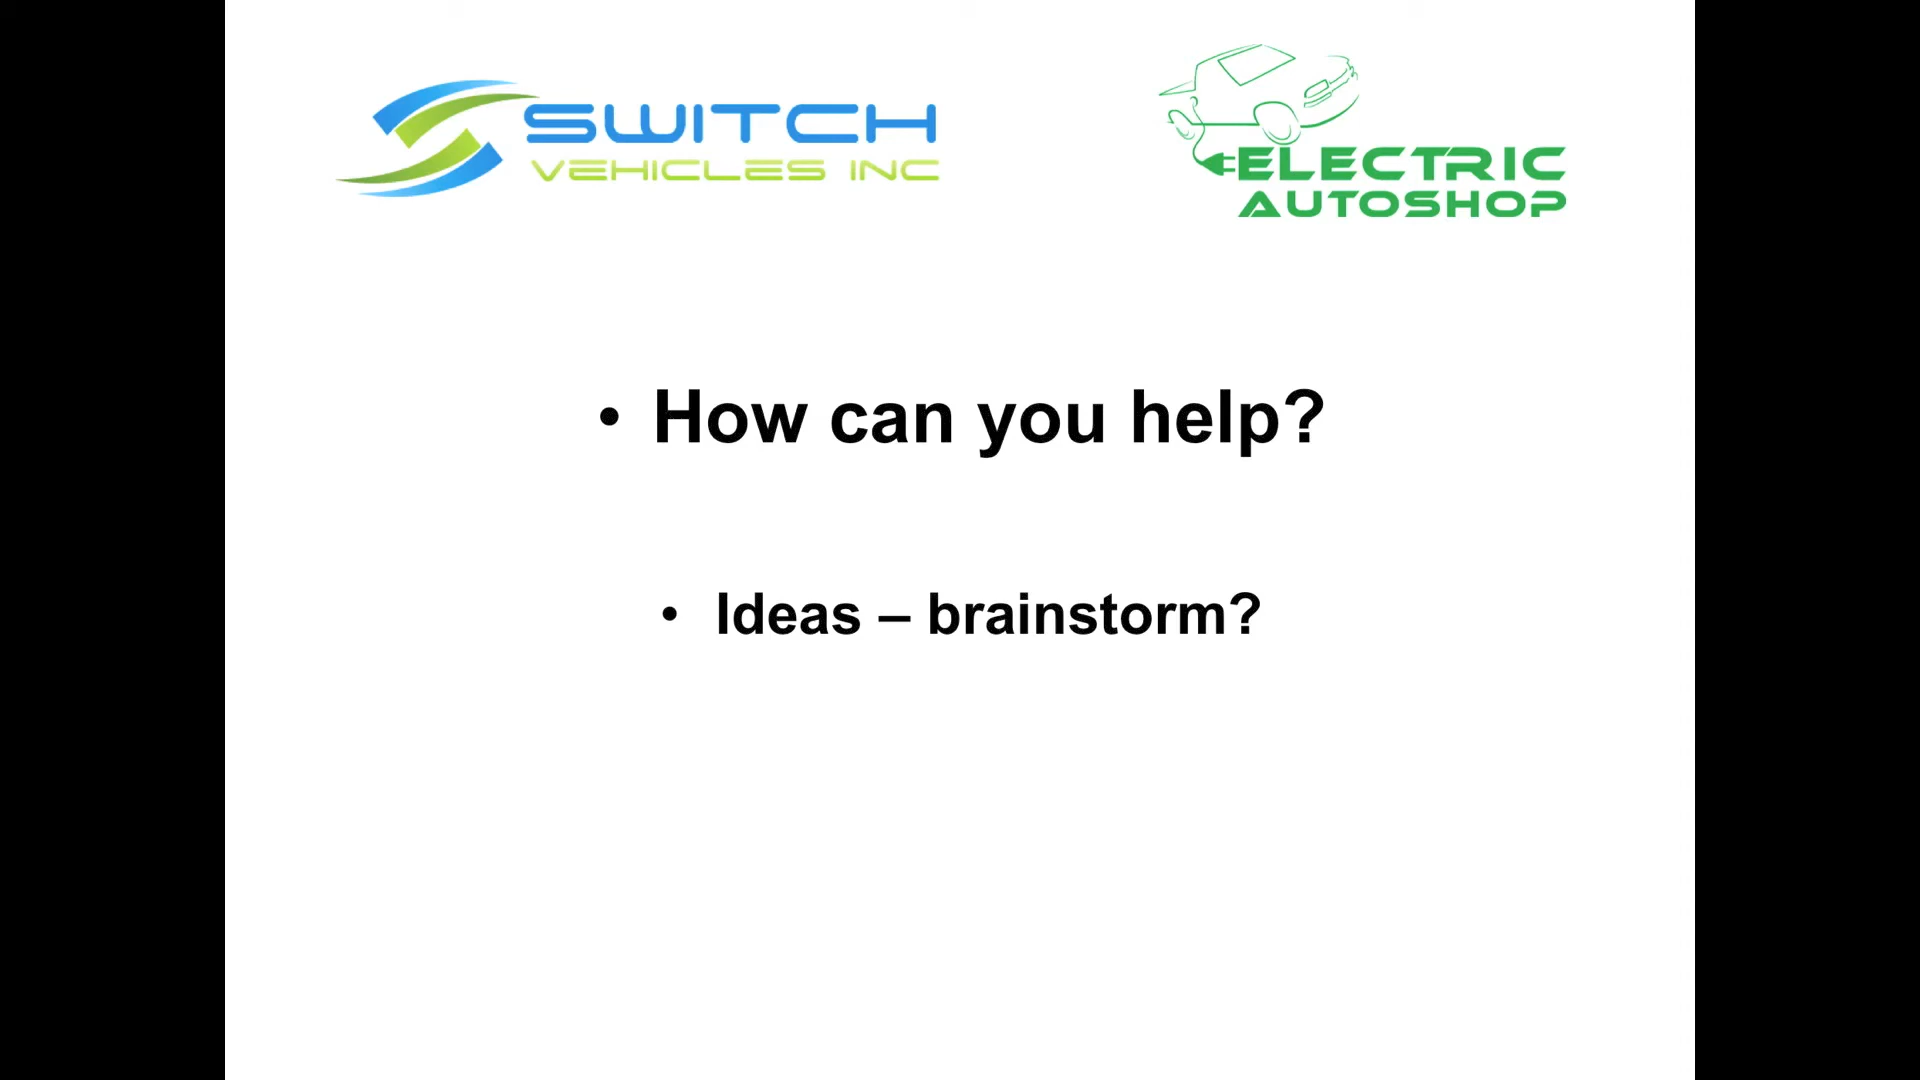 SWITCH
VEHICLES INC
ELECTRIC
AUTOSHOP
• How can you help?
• Ideas – brainstorm?